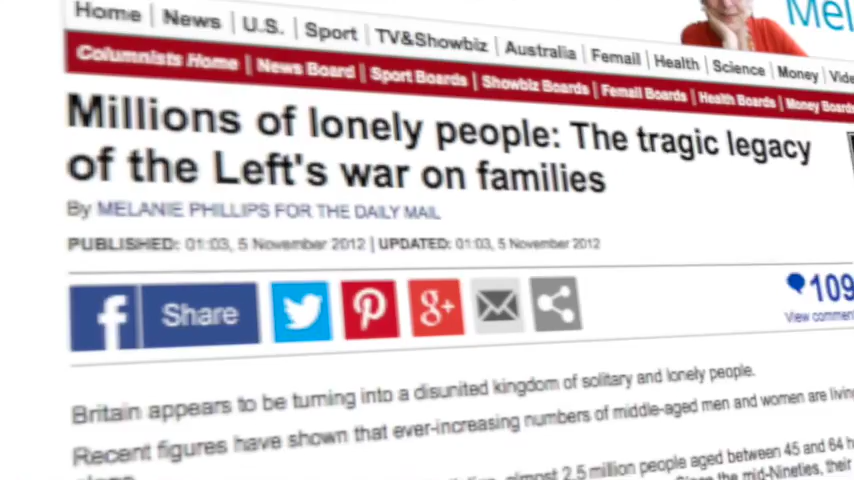 Home | News | U.S. | Sport | TV&Showbiz | Australia | Femail | Health | Science | Money
Mel
Columnists Home | News Board | Sport Boards | Showbiz Boards | Femail Boards | Health Boards | Money Boards
Millions of lonely people: The tragic legacy
of the Left's war on families
By MELANIE PHILLIPS FOR THE DAILY MAIL
PUBLISHED: 01:03, 5 November 2012 | UPDATED: 01:03, 5 November 2012
f Share g+
109
View commen
Britain appears to be turning into a disunited kingdom of solitary and lonely people.
Recent figures have shown that ever-increasing numbers of middle-aged men and women are living
almost 2.5 million people aged between 45 and 64 h
the mid-Nineties, their